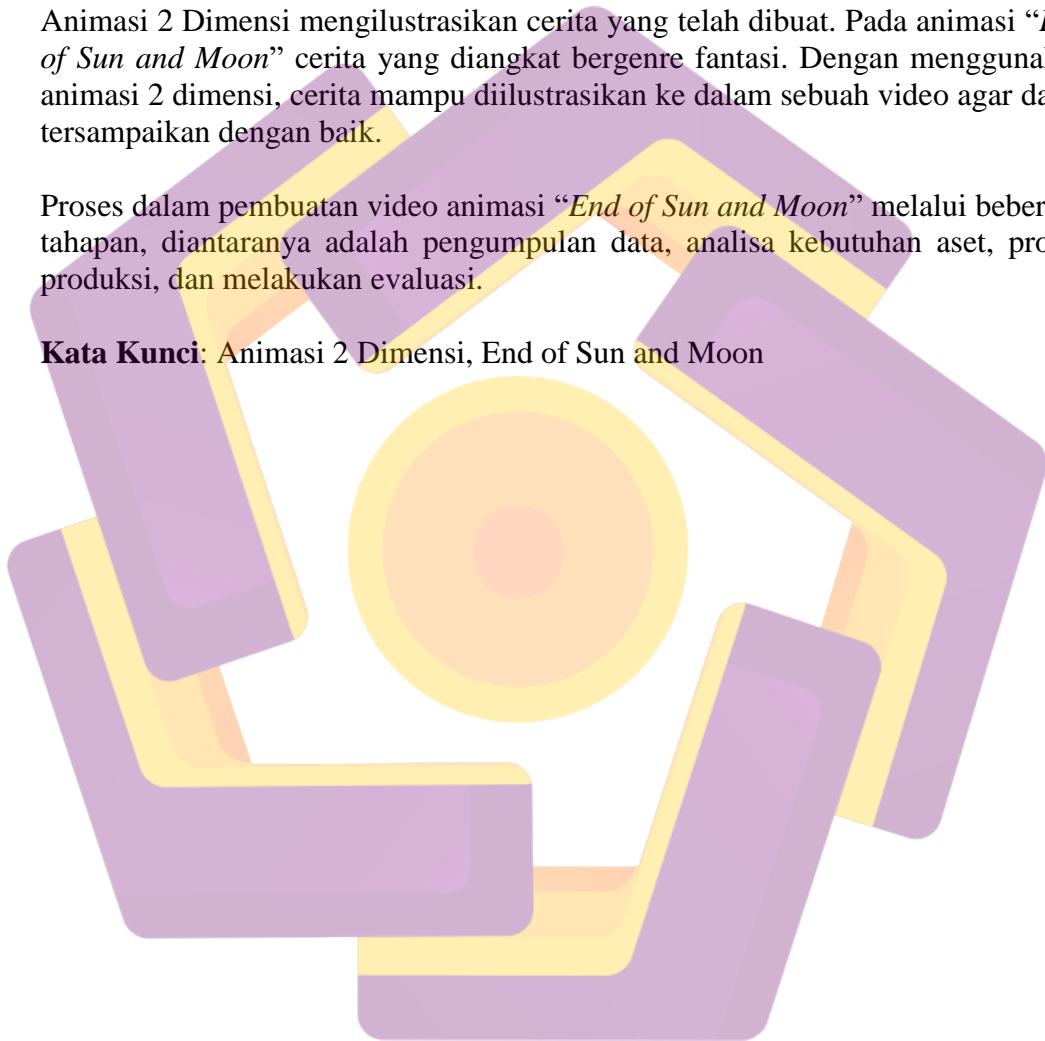 Animasi 2 Dimensi mengilustrasikan cerita yang telah dibuat. Pada animasi “
of Sun and Moon” cerita yang diangkat bergenre fantasi. Dengan menggunak
animasi 2 dimensi, cerita mampu diilustrasikan ke dalam sebuah video agar da
tersampaikan dengan baik.
Proses dalam pembuatan video animasi “End of Sun and Moon” melalui beber
tahapan, diantaranya adalah pengumpulan data, analisa kebutuhan aset, pro
produksi, dan melakukan evaluasi.
Kata Kunci: Animasi 2 Dimensi, End of Sun and Moon